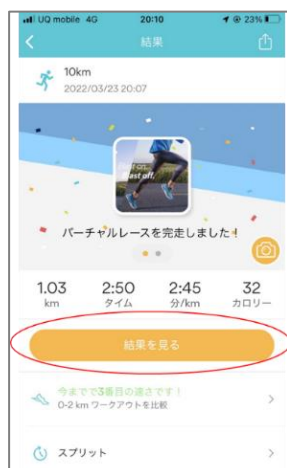 UQ mobile 4G 20:10 23%
結果
10km
2022/03/23 20:07
Blast off.
バーチャルレースを完走しました！
1.03 2:50 2:45 32
km タイム 分/km カロリー
結果を見る
今までで3番目の速さです！
0-2 km ワークアウトを比較
スプリット